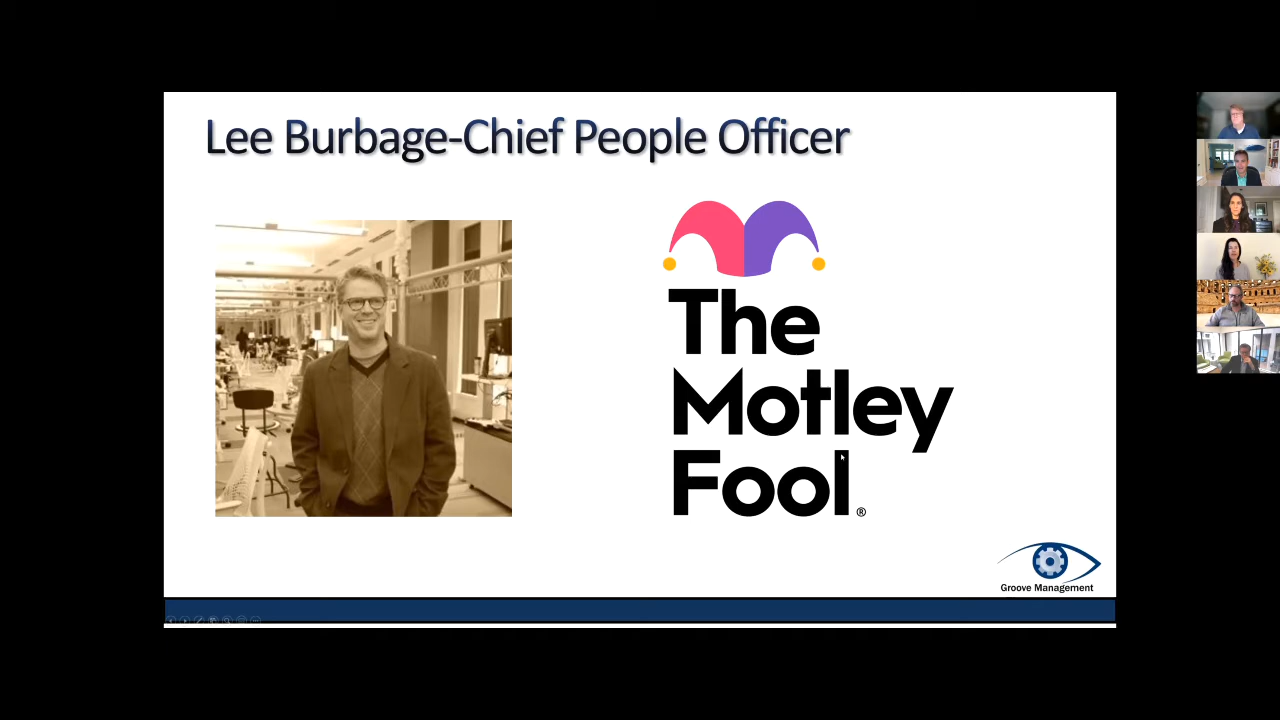 Lee Burbage-Chief People Officer
The
Motley
Fool®
Groove Management